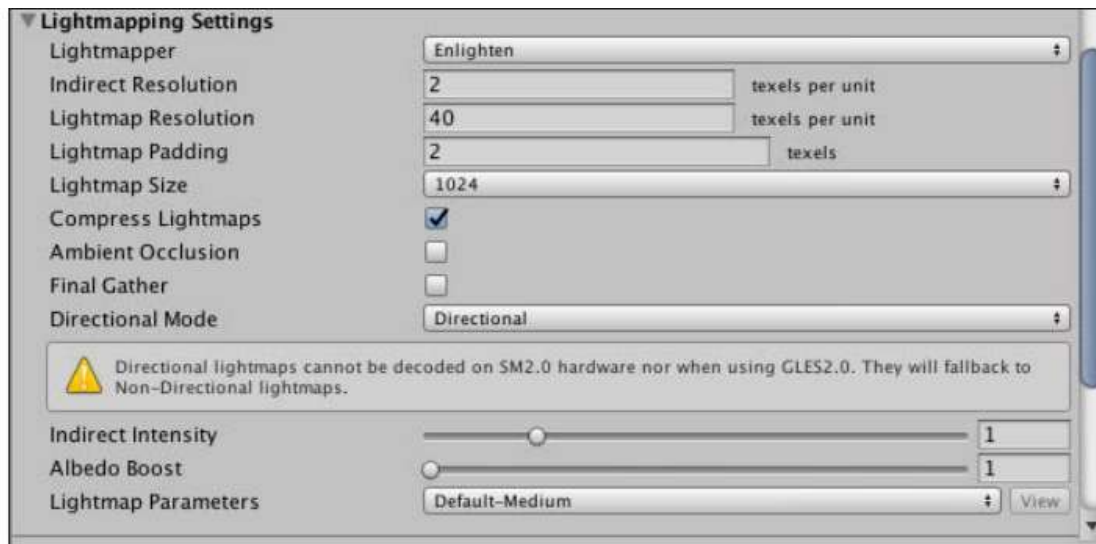 Lightmapping Settings
Lightmapper Enlighten
Indirect Resolution 2 texels per unit
Lightmap Resolution 40 texels per unit
Lightmap Padding 2 texels
Lightmap Size 1024
Compress Lightmaps
Ambient Occlusion
Final Gather
Directional Mode Directional
Directional lightmaps cannot be decoded on SM2.0 hardware nor when using GLES2.0. They will fallback to
Non-Directional lightmaps.
Indirect Intensity 1
Albedo Boost 1
Lightmap Parameters Default-Medium View